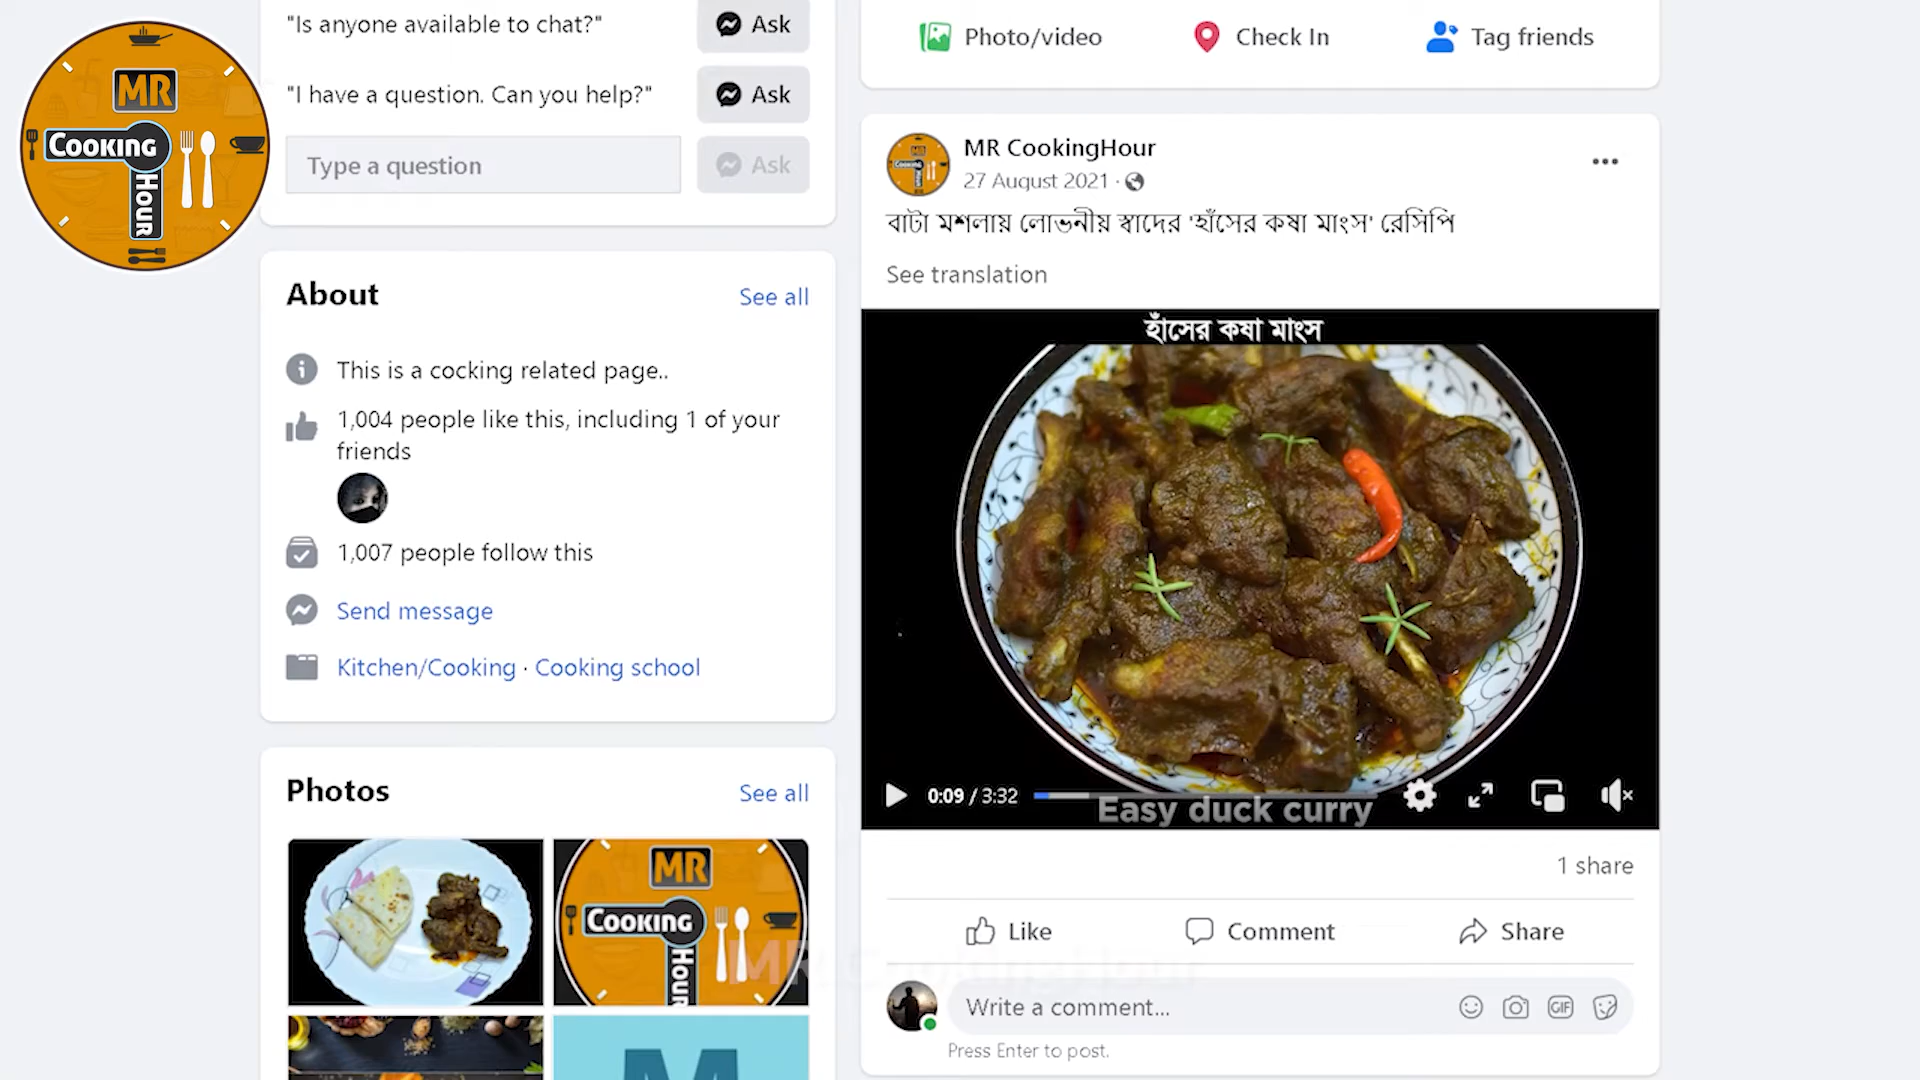 "Is anyone available to chat?"
Ask
"I have a question. Can you help?"
Ask
Type a question
Ask
MR
Cooking
HOUR
About
See all
This is a cocking related page..
1,004 people like this, including 1 of your
friends
1,007 people follow this
Send message
Kitchen/Cooking · Cooking school
Photos
See all
MR
Cooking
HOUR
M
Photo/video
Check In
Tag friends
MR CookingHour
27 August 2021 ·
বাটা মশলায় লোভনীয় স্বাদের 'হাঁসের কষা মাংস' রেসিপি
See translation
হাঁসের কষা মাংস
0:09 / 3:32
Easy duck curry
1 share
Like
Comment
Share
MR CookingHour
Write a comment...
GIF
Press Enter to post.